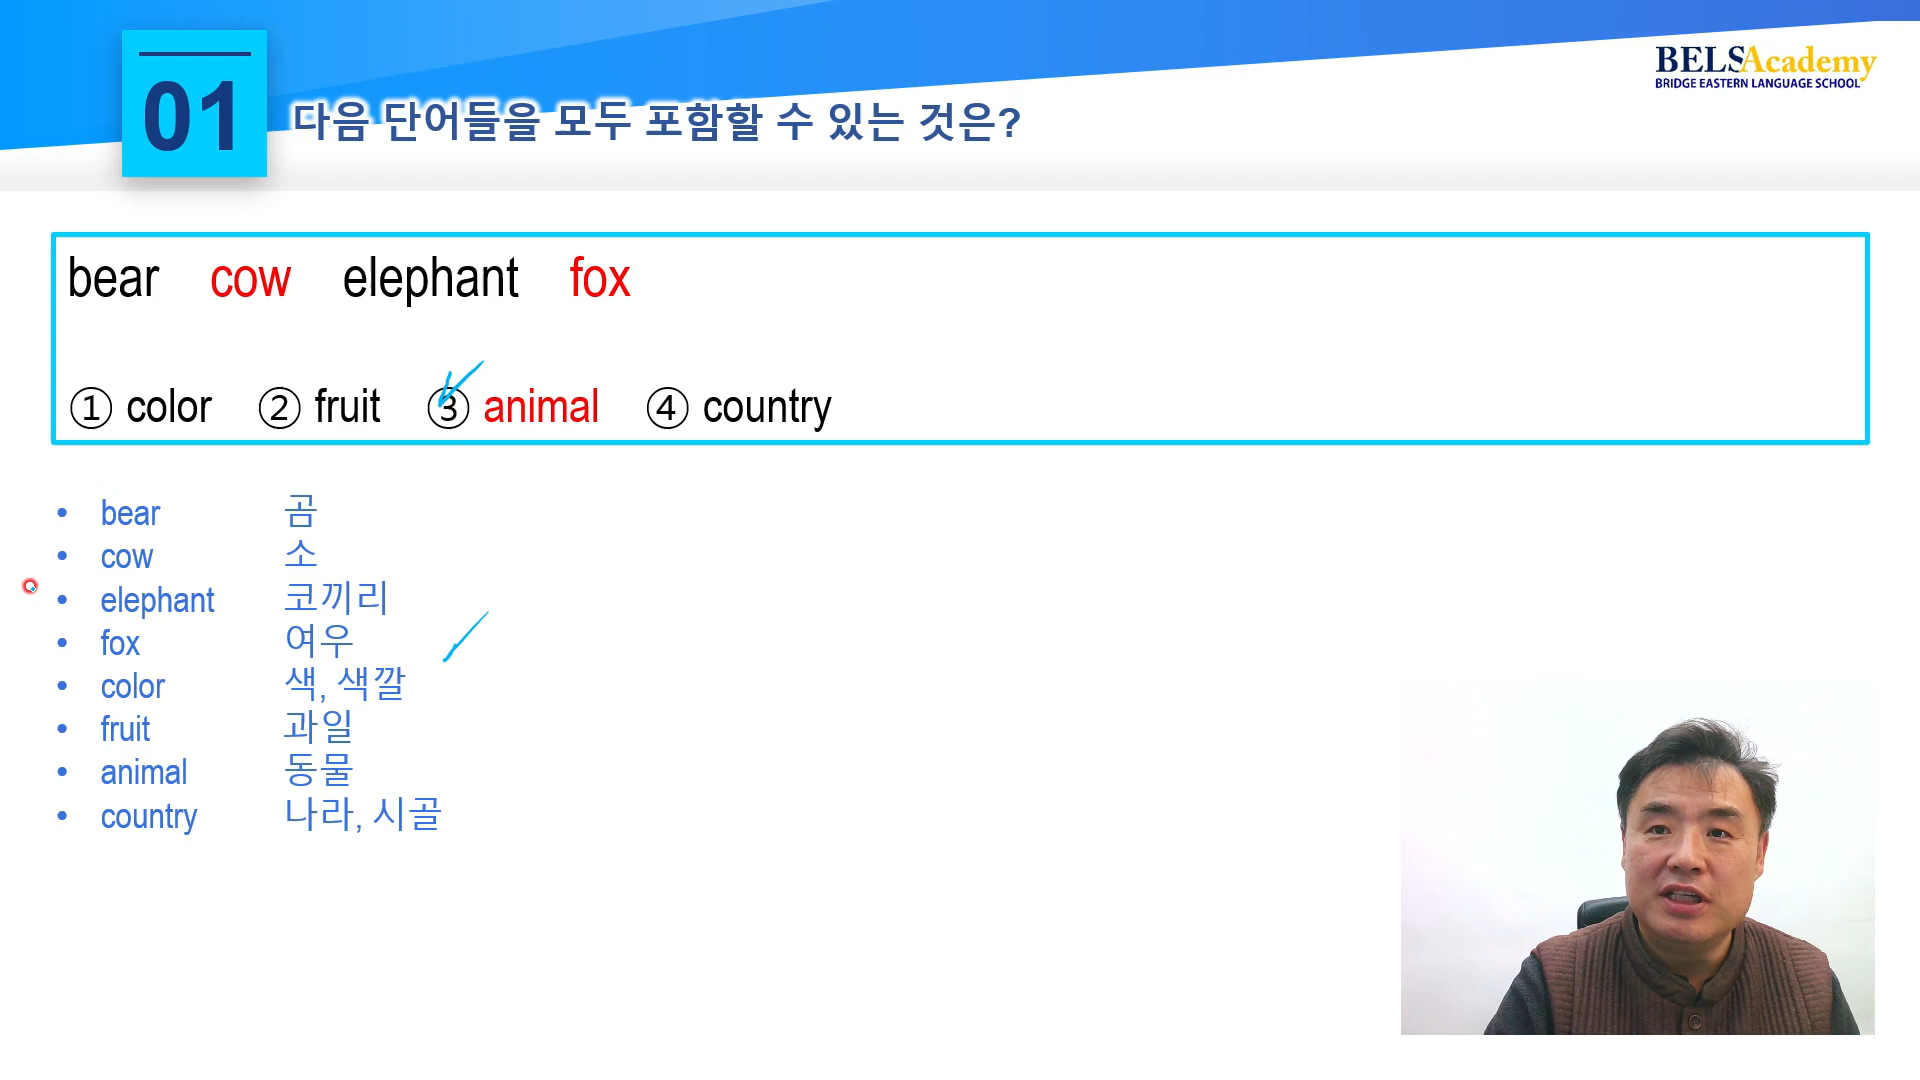 01
다음 단어들을 모두 포함할 수 있는 것은?
BELSAcademy
BRIDGE EASTERN LANGUAGE SCHOOL
bear cow elephant fox
① color ② fruit ③ animal ④ country
• bear 곰
• cow 소
• elephant 코끼리
• fox 여우
• color 색, 색깔
• fruit 과일
• animal 동물
• country 나라, 시골